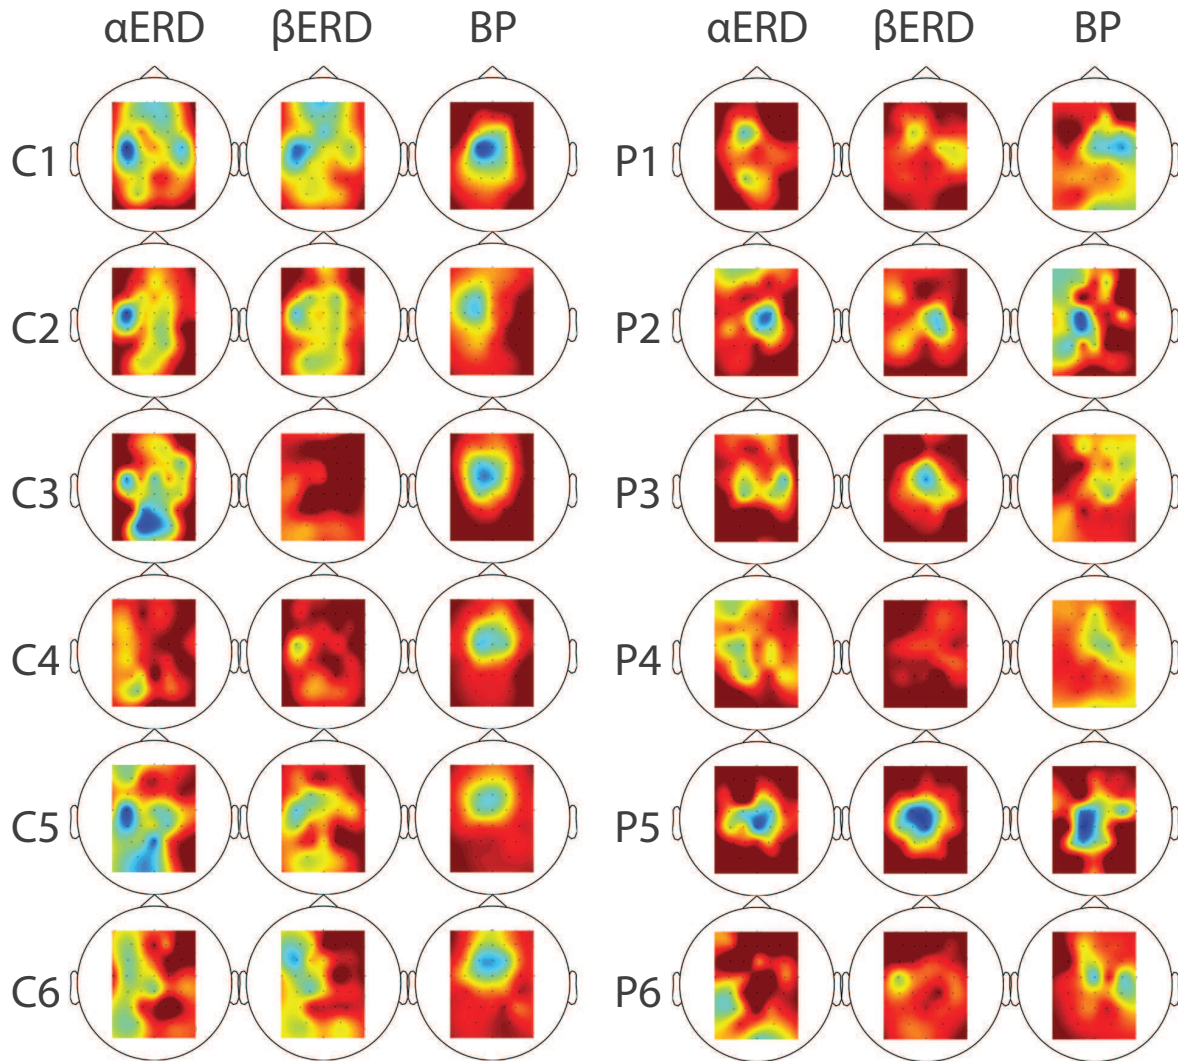 αERD βERD BP αERD βERD BP
C1 P1
C2 P2
C3 P3
C4 P4
C5 P5
C6 P6